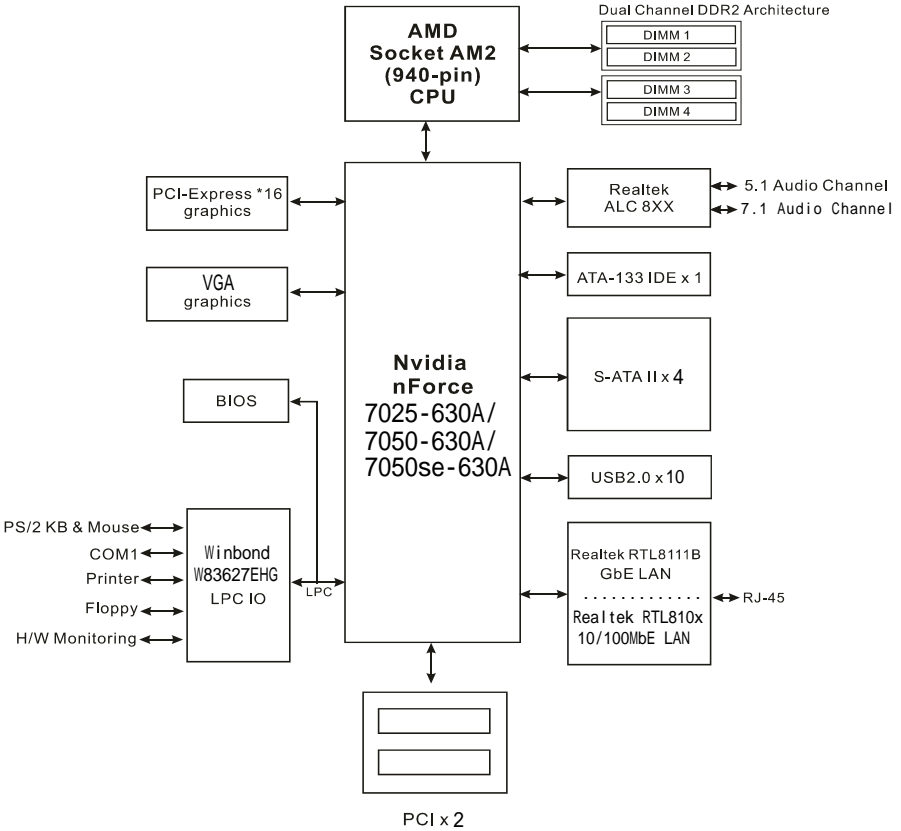 Dual Channel DDR2 Architecture
AMD
Socket AM2
(940-pin)
CPU
DIMM 1
DIMM 2
DIMM 3
DIMM 4
PCI-Express *16
graphics
VGA
graphics
BIOS
PS/2 KB & Mouse
COM1
Printer
Floppy
H/W Monitoring
Winbond
W83627EHG
LPC IO
LPC
Nvidia
nForce
7025-630A/
7050-630A/
7050se-630A
Realtek
ALC 8XX
5.1 Audio Channel
7.1 Audio Channel
ATA-133 IDE x 1
S-ATA II x 4
USB2.0 x 10
Realtek RTL8111B
GbE LAN
. . . . . . . . . . . . .
Realtek RTL810x
10/100MbE LAN
RJ-45
PCI x 2